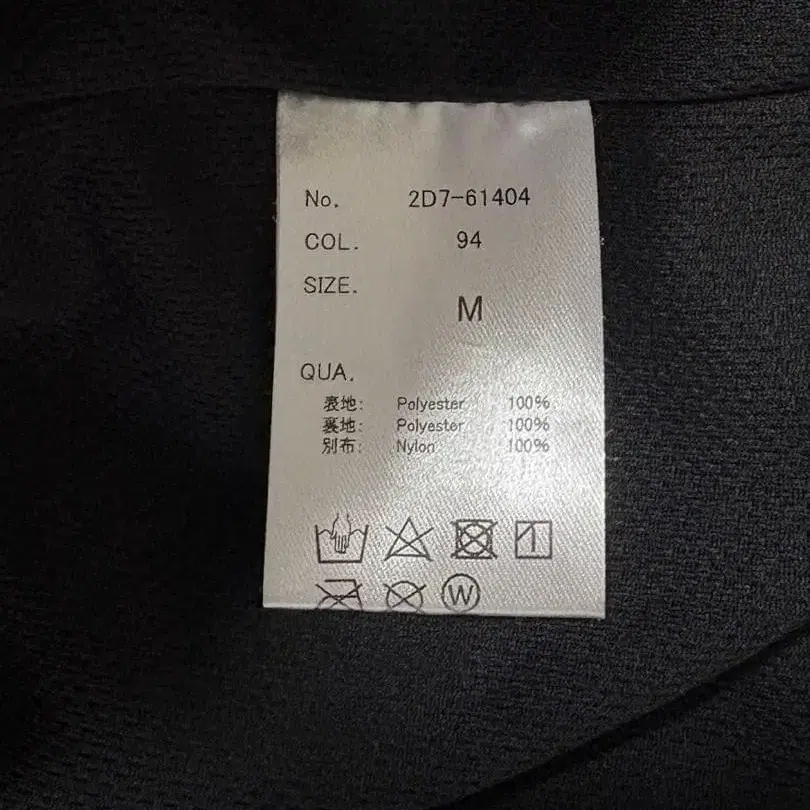 No. 2D7-61404
COL. 94
SIZE. M
QUA.
表地: Polyester 100%
裏地: Polyester 100%
別布: Nylon 100%
W